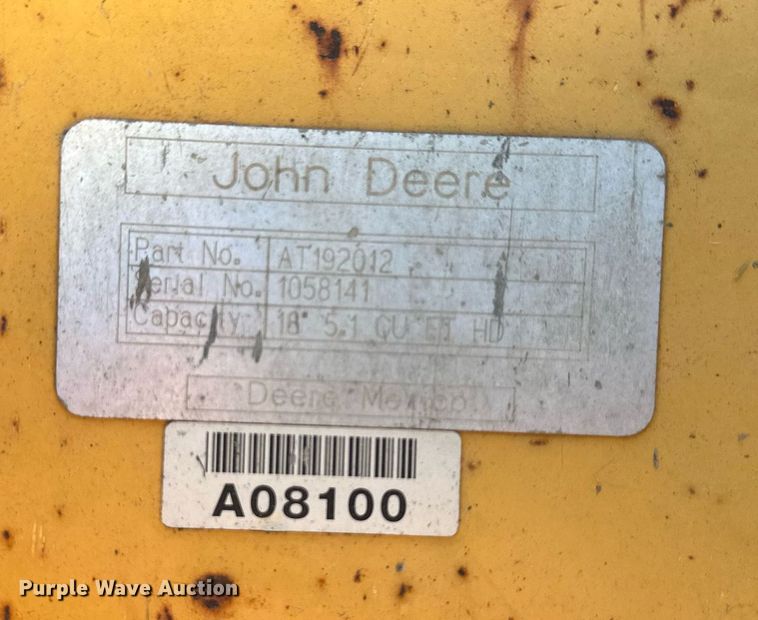 John Deere
Part No. AT192012
Serial No. 1058141
Capacity 18" 5.1 CU FT HD
Deere Mexico
A08100
Purple Wave Auction